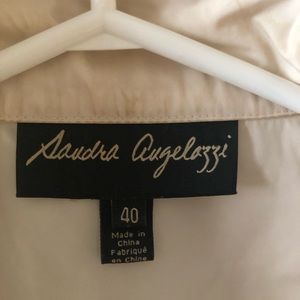 Sandra Angelozzi
40
Made in
China
Fabriqué
en Chine